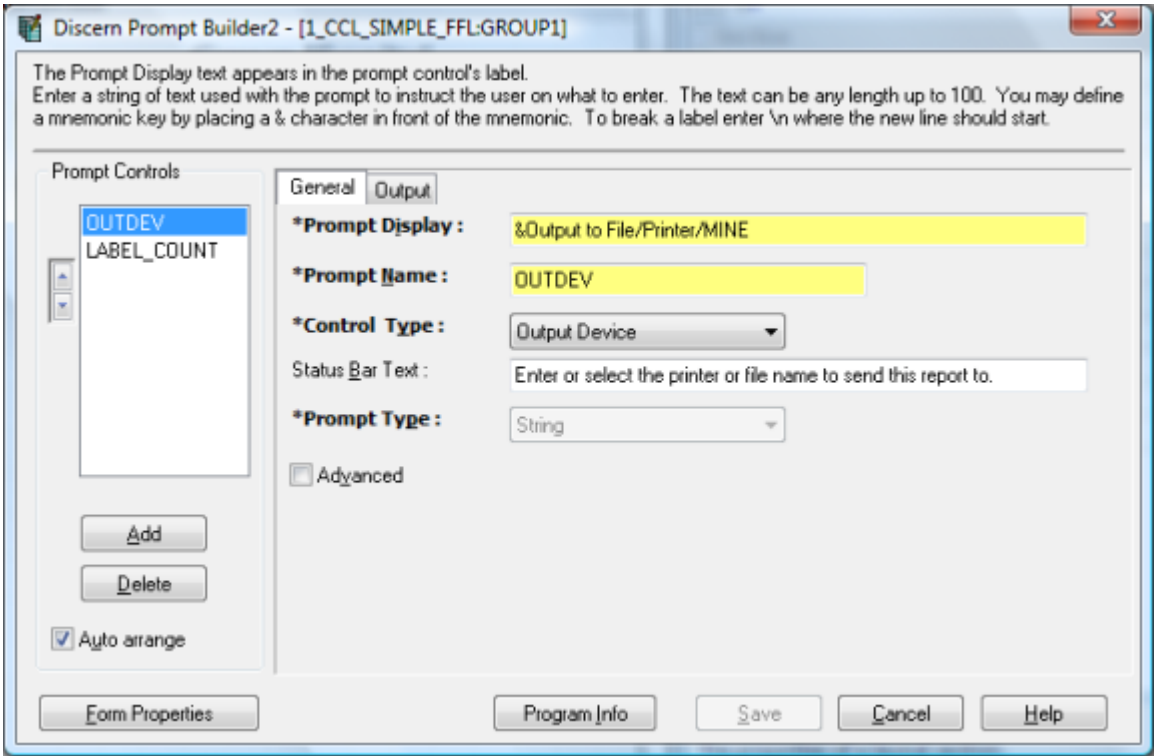 Discern Prompt Builder2 - [1_CCL_SIMPLE_FFL:GROUP1]
The Prompt Display text appears in the prompt control's label.
Enter a string of text used with the prompt to instruct the user on what to enter. The text can be any length up to 100. You may define
a mnemonic key by placing a & character in front of the mnemonic. To break a label enter \n where the new line should start.
Prompt Controls
OUTDEV
LABEL_COUNT
Add
Delete
Auto arrange
General
Output
*Prompt Display :
&Output to File/Printer/MINE
*Prompt Name :
OUTDEV
*Control Type :
Output Device
Status Bar Text :
Enter or select the printer or file name to send this report to.
*Prompt Type :
String
Advanced
Form Properties
Program Info
Save
Cancel
Help